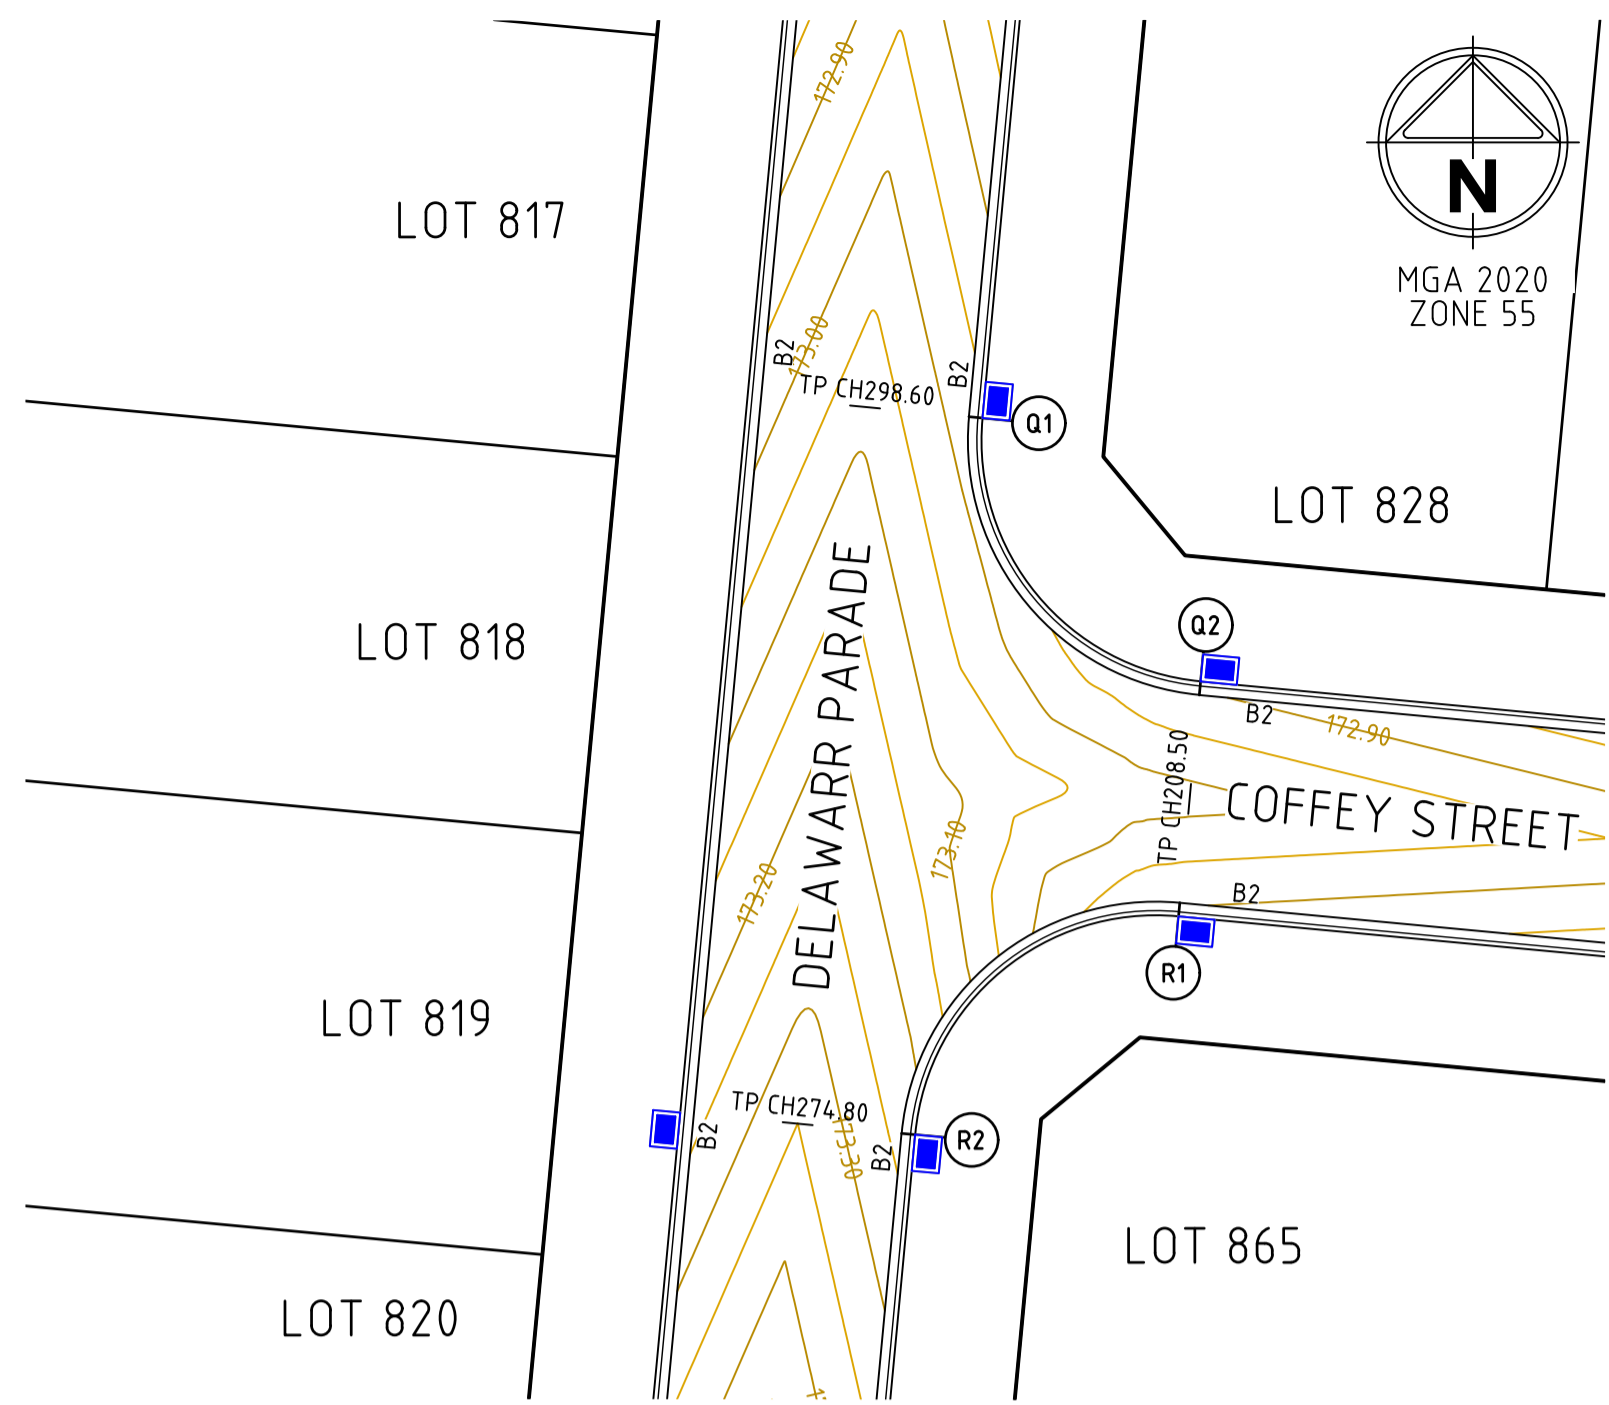 172.90
LOT 817
N
MGA 2020
ZONE 55
B2
173.00
B2
TP CH298.60
Q1
LOT 828
LOT 818
DELAWARR PARADE
Q2
B2
172.90
TP CH208.50
COFFEY STREET
173.10
173.20
B2
R1
LOT 819
TP CH274.80
B2
173.30
B2
R2
LOT 865
LOT 820